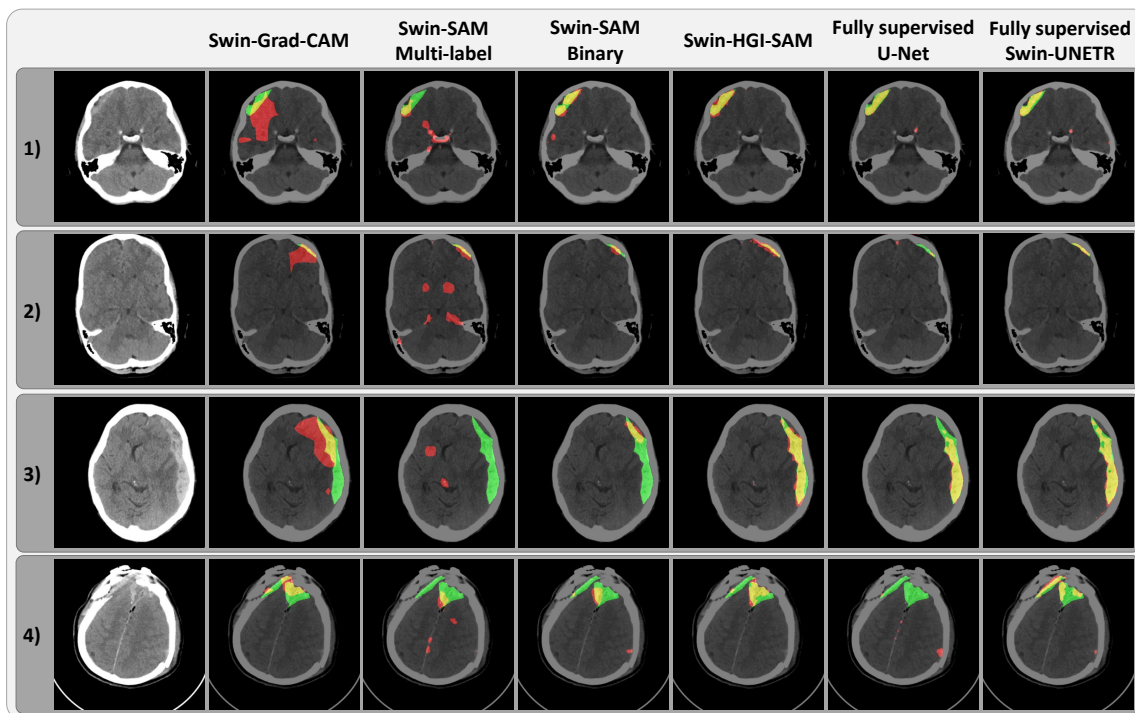 Swin-Grad-CAM
Swin-SAM
Multi-label
Swin-SAM
Binary
Swin-HGI-SAM
Fully supervised
U-Net
Fully supervised
Swin-UNETR
1)
2)
3)
4)